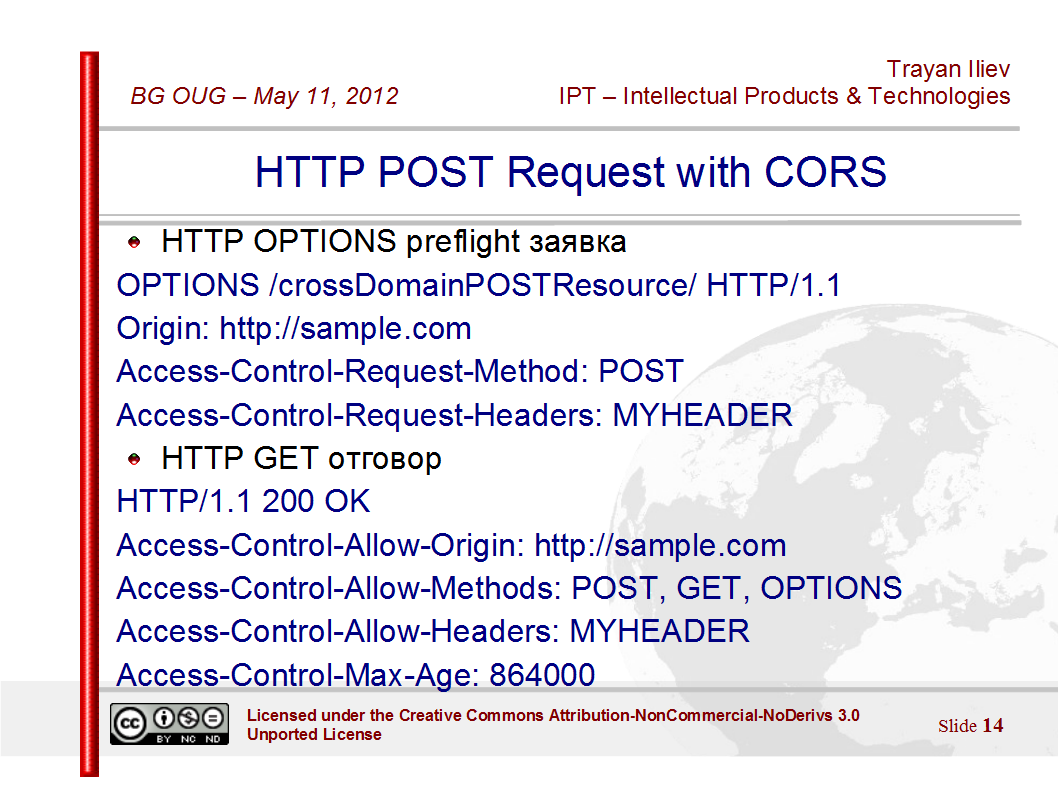 Trayan Iliev
BG OUG – May 11, 2012
IPT – Intellectual Products & Technologies
HTTP POST Request with CORS
HTTP OPTIONS preflight заявка
OPTIONS /crossDomainPOSTResource/ HTTP/1.1
Origin: http://sample.com
Access-Control-Request-Method: POST
Access-Control-Request-Headers: MYHEADER
HTTP GET отговор
HTTP/1.1 200 OK
Access-Control-Allow-Origin: http://sample.com
Access-Control-Allow-Methods: POST, GET, OPTIONS
Access-Control-Allow-Headers: MYHEADER
Access-Control-Max-Age: 864000
cc
BY NC ND
Licensed under the Creative Commons Attribution-NonCommercial-NoDerivs 3.0
Unported License
Slide 14